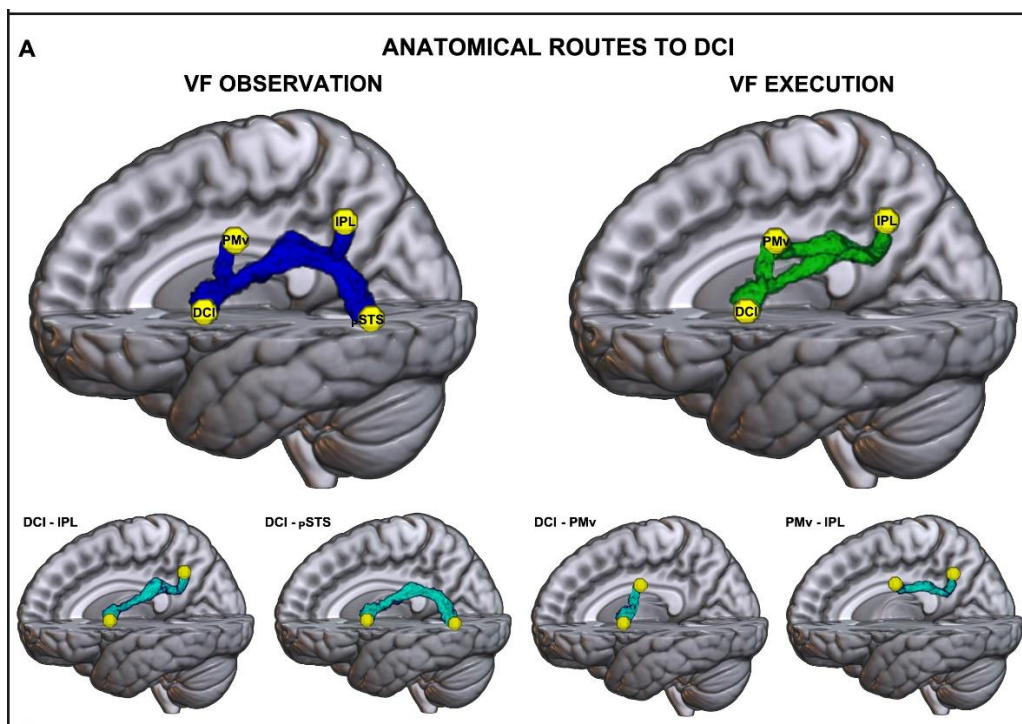 A
ANATOMICAL ROUTES TO DCI
VF OBSERVATION
VF EXECUTION
IPL
PMv
DCI
pSTS
IPL
PMv
DCI
DCI - IPL
DCI - pSTS
DCI - PMv
PMv - IPL